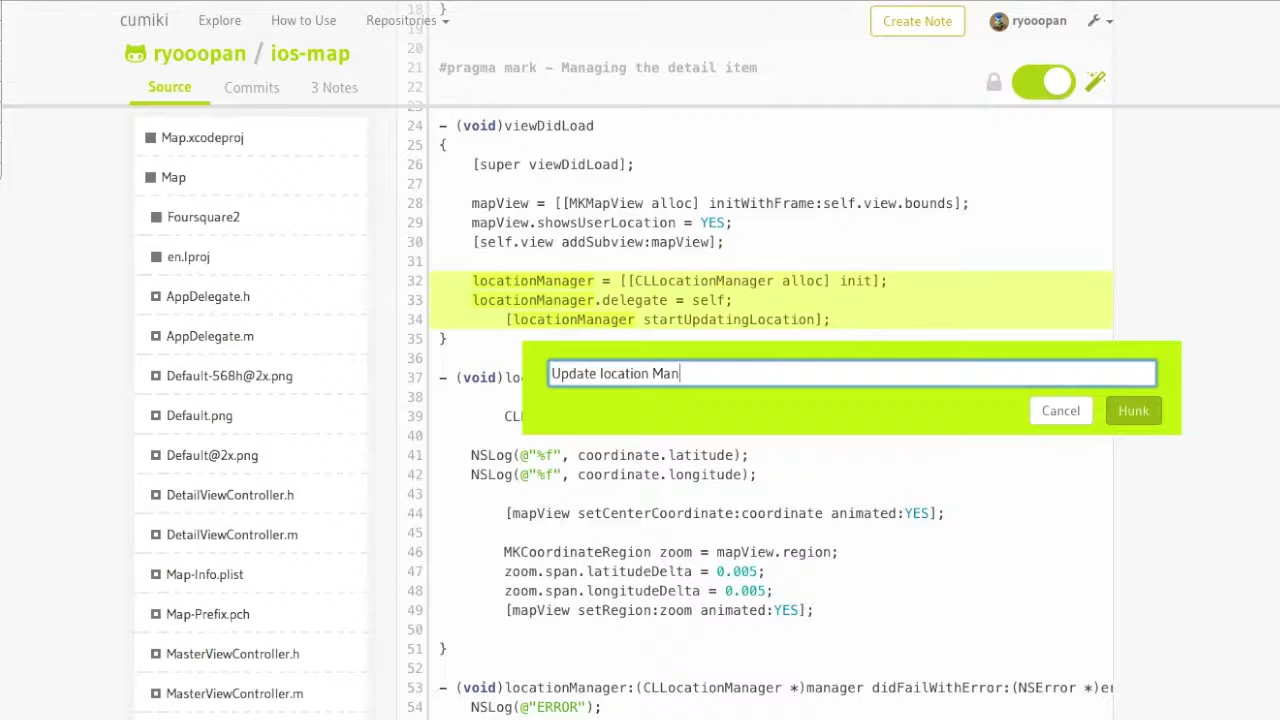 cumiki Explore How to Use Repositories Create Note ryooopan
ryooopan / ios-map
Source Commits 3 Notes
Map.xcodeproj
Map
Foursquare2
en.lproj
AppDelegate.h
AppDelegate.m
Default-568h@2x.png
Default.png
Default@2x.png
DetailViewController.h
DetailViewController.m
Map-Info.plist
Map-Prefix.pch
MasterViewController.h
MasterViewController.m
18 }
19
20
21 #pragma mark - Managing the detail item
22
23
24 - (void)viewDidLoad
25 {
26 [super viewDidLoad];
27
28 mapView = [[MKMapView alloc] initWithFrame:self.view.bounds];
29 mapView.showsUserLocation = YES;
30 [self.view addSubview:mapView];
31
32 locationManager = [[CLLocationManager alloc] init];
33 locationManager.delegate = self;
34 [locationManager startUpdatingLocation];
35 }
36
Update location Man
Cancel Hunk
37 - (void)lo
38
39 CL
40
41 NSLog(@"%f", coordinate.latitude);
42 NSLog(@"%f", coordinate.longitude);
43
44 [mapView setCenterCoordinate:coordinate animated:YES];
45
46 MKCoordinateRegion zoom = mapView.region;
47 zoom.span.latitudeDelta = 0.005;
48 zoom.span.longitudeDelta = 0.005;
49 [mapView setRegion:zoom animated:YES];
50
51 }
52
53 - (void)locationManager:(CLLocationManager *)manager didFailWithError:(NSError *)er
54 NSLog(@"ERROR");